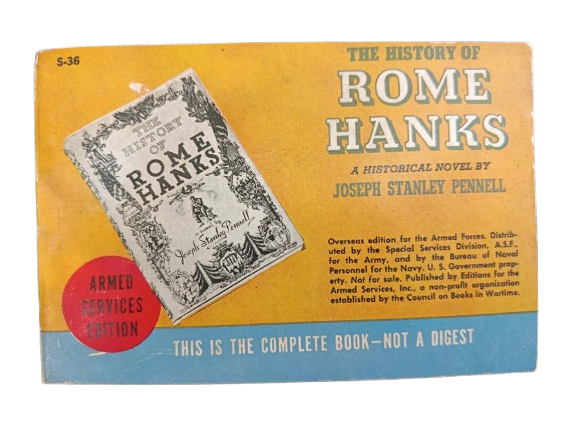 S-36
THE HISTORY OF
ROME
HANKS
A HISTORICAL NOVEL BY
JOSEPH STANLEY PENNELL
THE
HISTORY
OF
ROME
HANKS
a novel by
Joseph Stanley Pennell
Overseas edition for the Armed Forces. Distrib-
uted by the Special Services Division, A.S.F.,
for the Army, and by the Bureau of Naval
Personnel for the Navy. U. S. Government prop-
erty. Not for sale. Published by Editions for the
Armed Services, Inc., a non-profit organization
established by the Council on Books in Wartime.
ARMED
SERVICES
EDITION
THIS IS THE COMPLETE BOOK—NOT A DIGEST